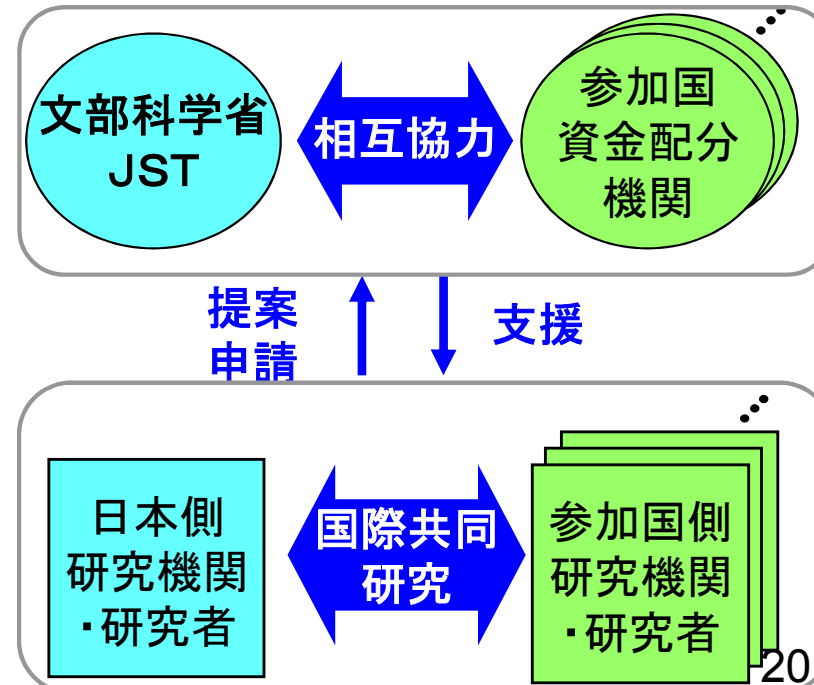 文部科学省
JST
相互協力
参加国
資金配分
機関
提案
申請
支援
日本側
研究機関
・研究者
国際共同
研究
参加国側
研究機関
・研究者
20